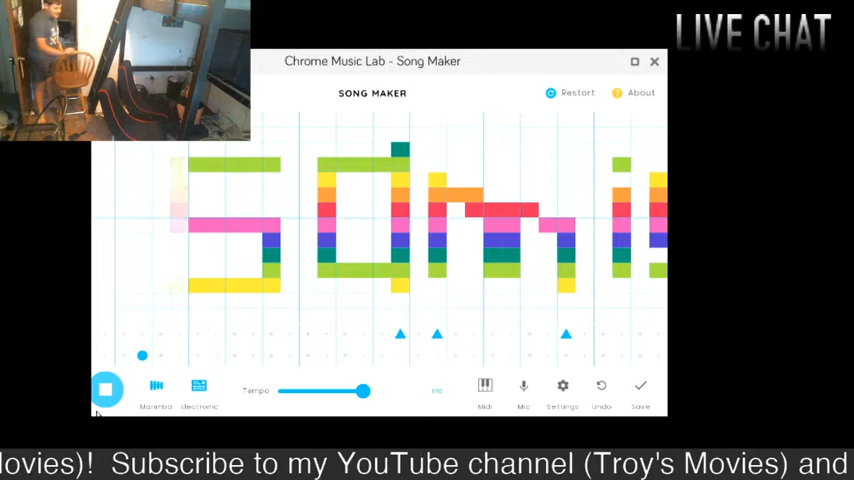 LIVE CHAT
Chrome Music Lab - Song Maker
SONG MAKER
Restart
About
Tempo
Marimba
Electronic
Midi
Mic
Settings
Undo
Save
Movies)! Subscribe to my YouTube channel (Troy's Movies) and